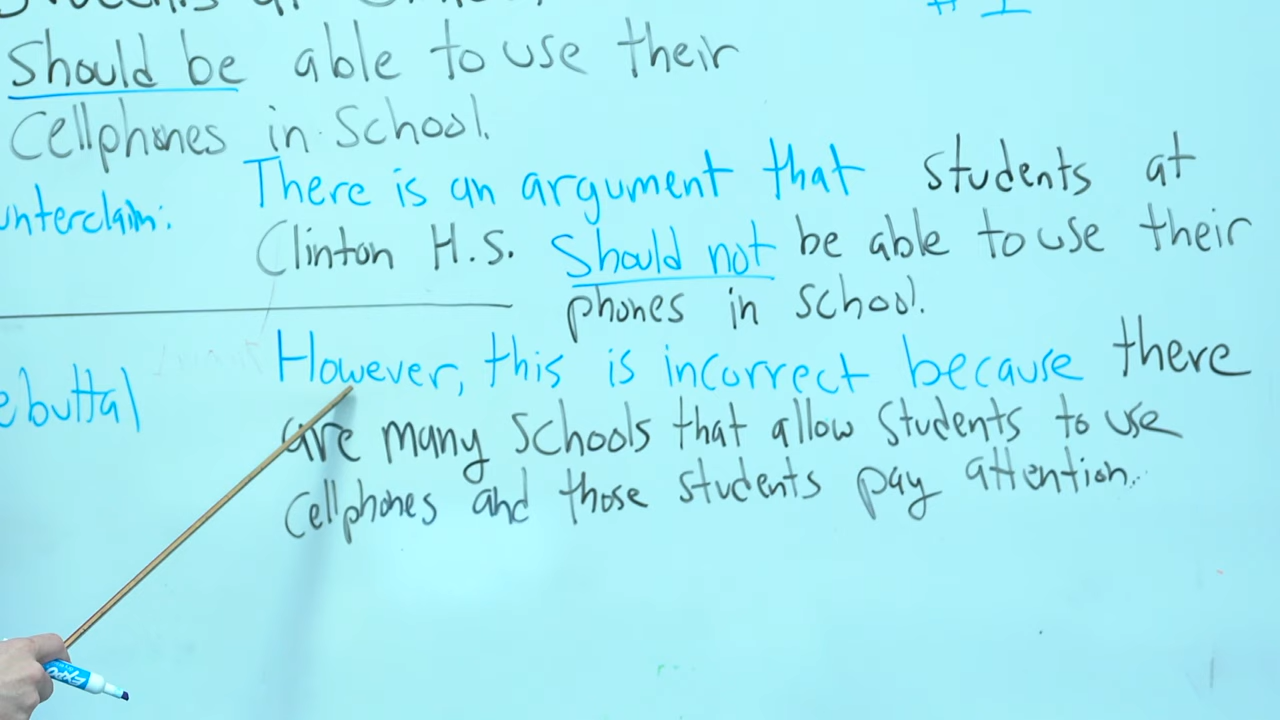 # 1
Should be able to use their
Cellphones in School.
There is an argument that students at
unterclaim:
Clinton H.S. Should not be able to use their
phones in school.
However, this is incorrect because there
ebuttal
are many schools that allow students to use
cellphones and those students pay attention.
EXPO